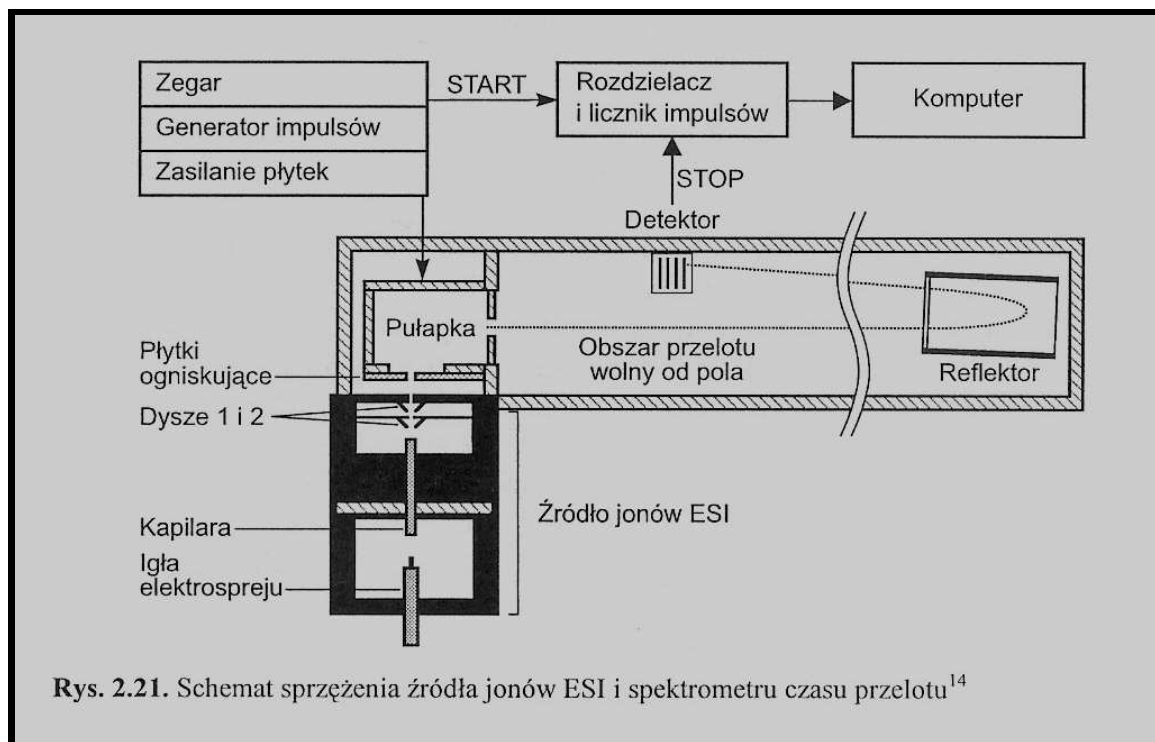 Zegar
Generator impulsów
Zasilanie płytek
START
Rozdzielacz
i licznik impulsów
Komputer
STOP
Detektor
Pułapka
Płytki
ogniskujące
Obszar przelotu
wolny od pola
Reflektor
Dysze 1 i 2
Źródło jonów ESI
Kapilara
Igła
elektrospreju
Rys. 2.21. Schemat sprzężenia źródła jonów ESI i spektrometru czasu przelotu14